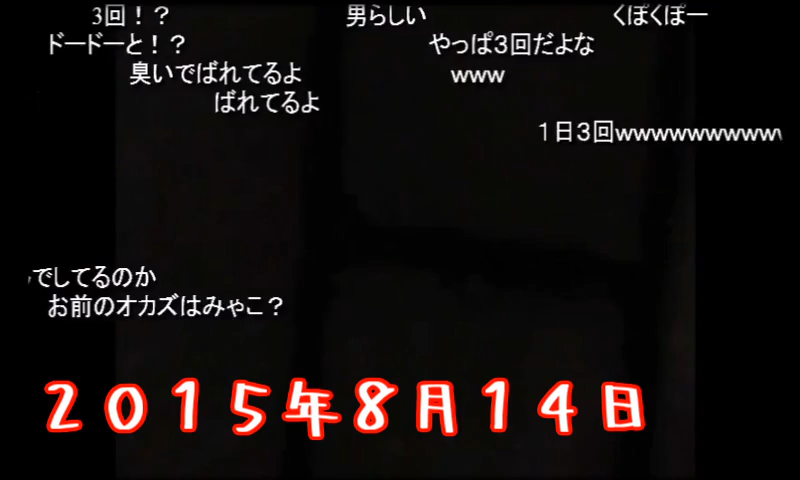 3回！？
男らしい
くぽくぽー
ドードーと！？
やっぱ3回だよな
臭いでばれてるよ
www
ばれてるよ
1日3回wwwwwwwwww
でしてるのか
お前のオカズはみゃこ？
2015年8月14日